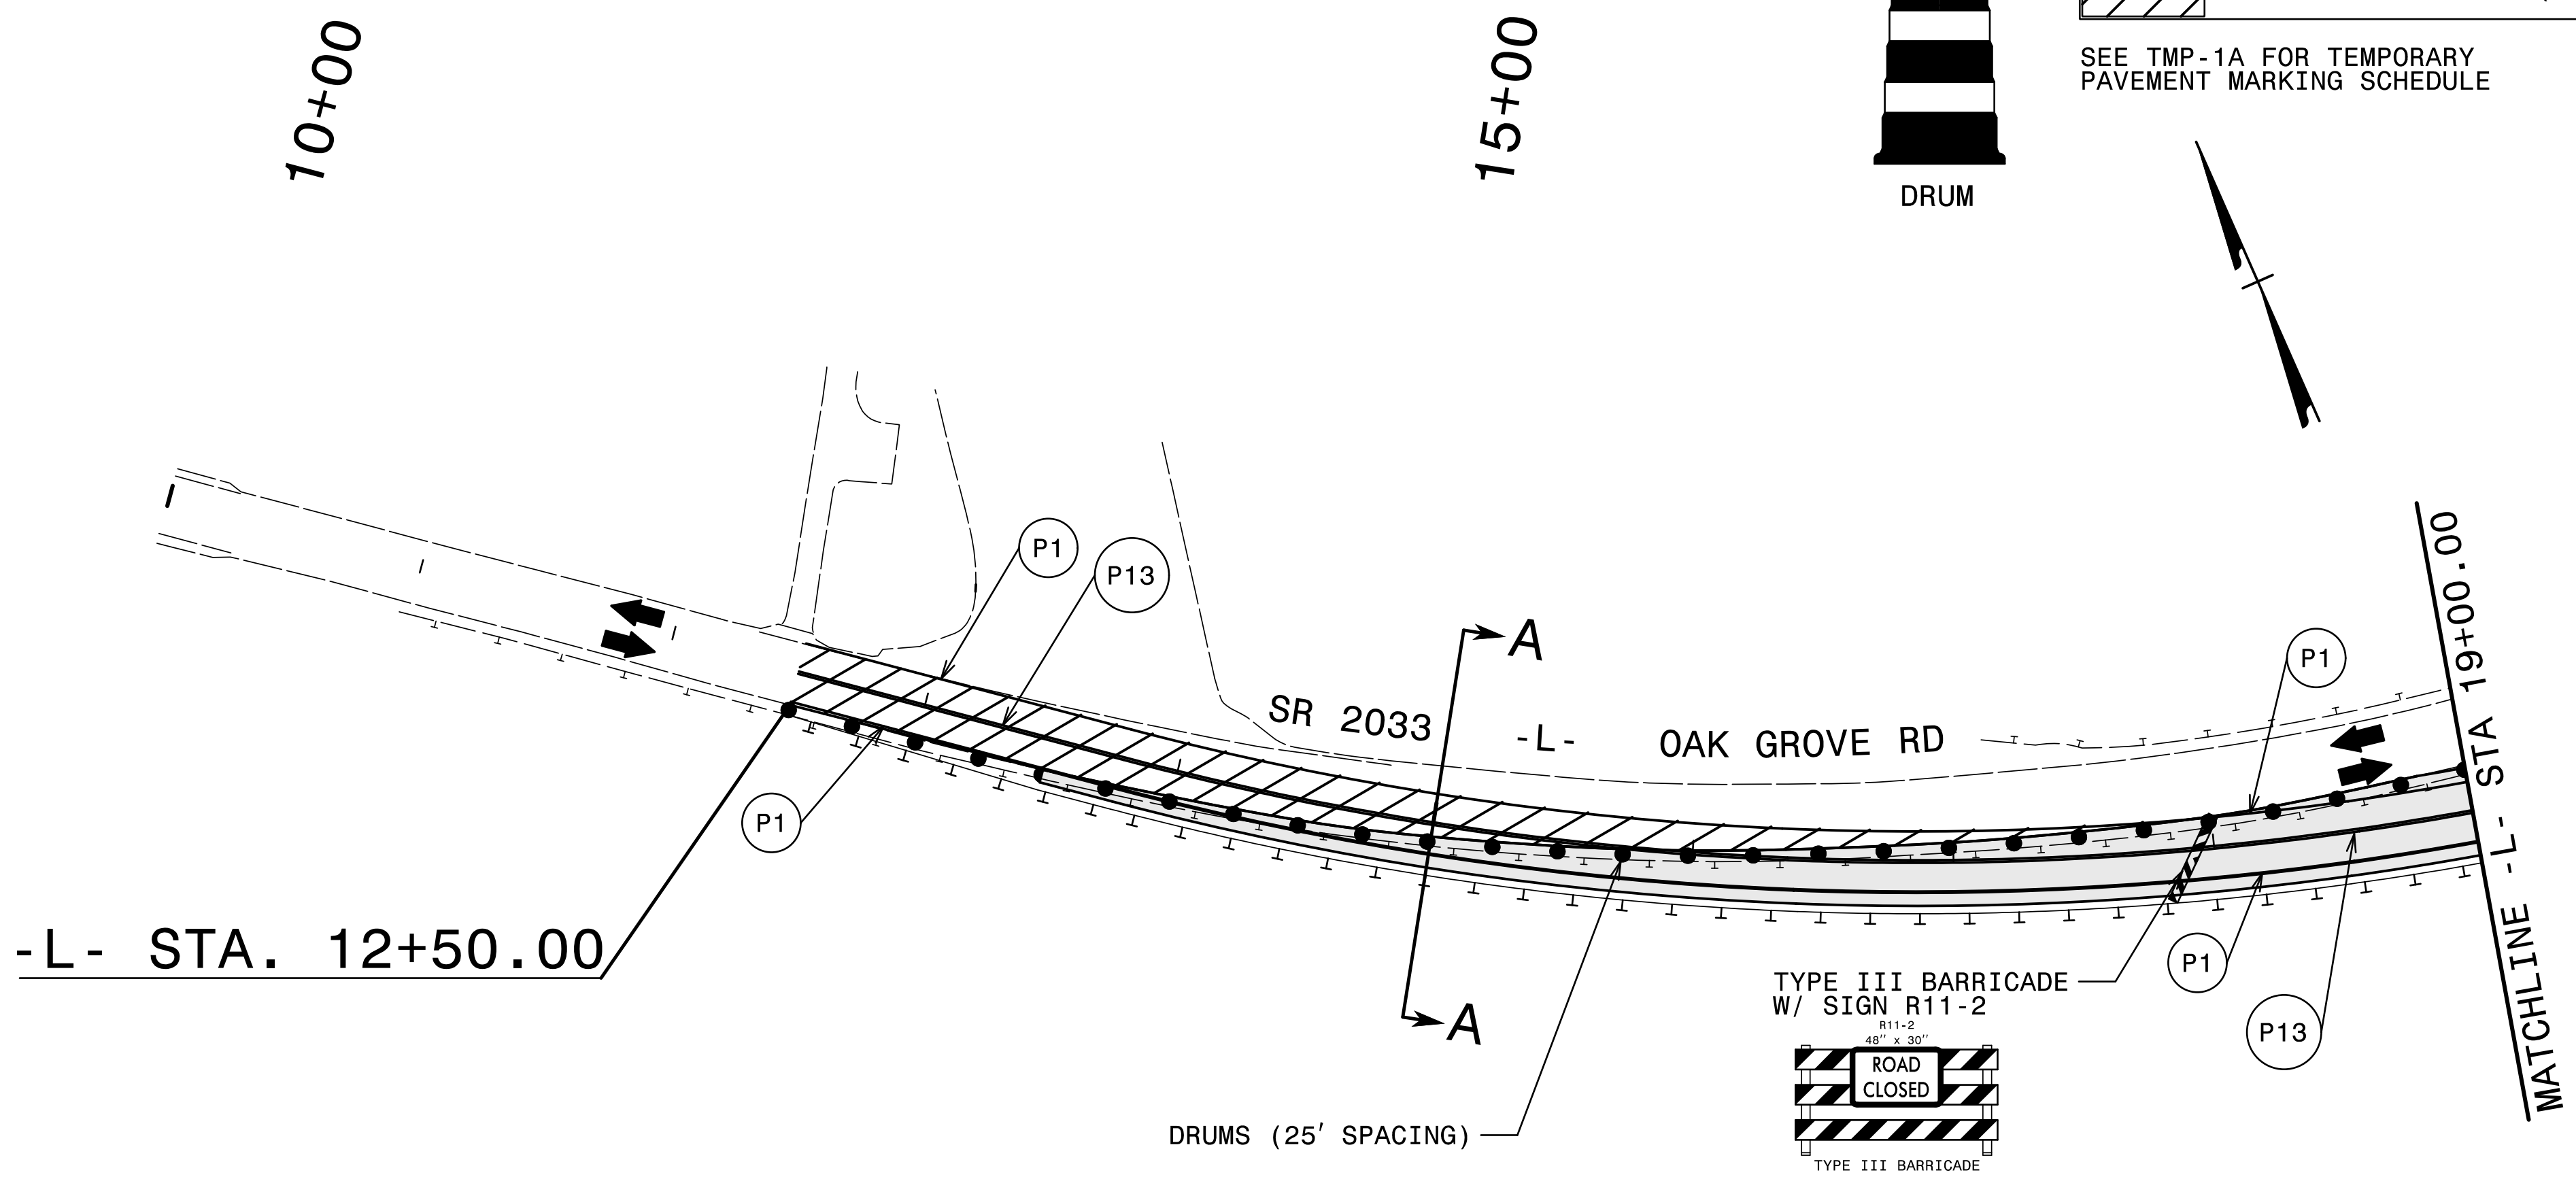 10+00
15+00
DRUM
SEE TMP-1A FOR TEMPORARY
PAVEMENT MARKING SCHEDULE
P1
P13
A
SR 2033
-L-
OAK GROVE RD
P1
P1
-L- STA. 12+50.00
A
TYPE III BARRICADE
W/ SIGN R11-2
R11-2
48" x 30"
ROAD
CLOSED
TYPE III BARRICADE
P1
P13
DRUMS (25' SPACING)
MATCHLINE -L- STA 19+00.00